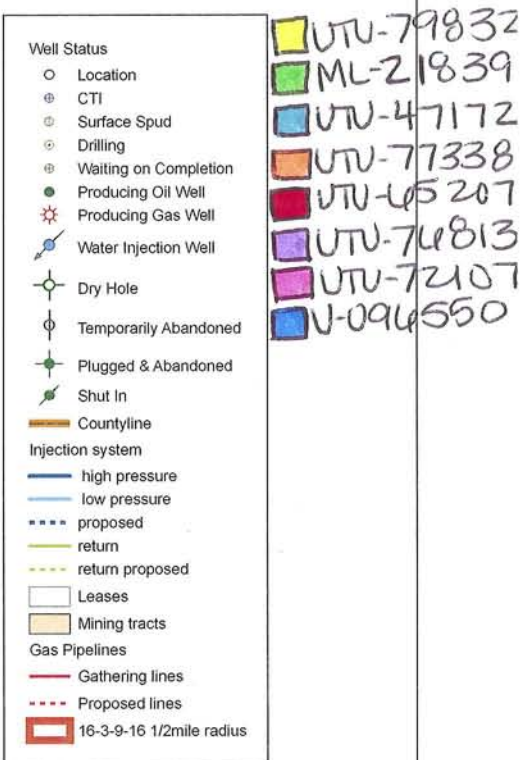 Well Status
Location
CTI
Surface Spud
Drilling
Waiting on Completion
Producing Oil Well
Producing Gas Well
Water Injection Well
Dry Hole
Temporarily Abandoned
Plugged & Abandoned
Shut In
Countyline
Injection system
high pressure
low pressure
proposed
return
return proposed
Leases
Mining tracts
Gas Pipelines
Gathering lines
Proposed lines
16-3-9-16 1/2mile radius
UTU-79832
ML-21839
UTU-47172
UTU-77338
UTU-65207
UTU-76813
UTU-72107
U-096550